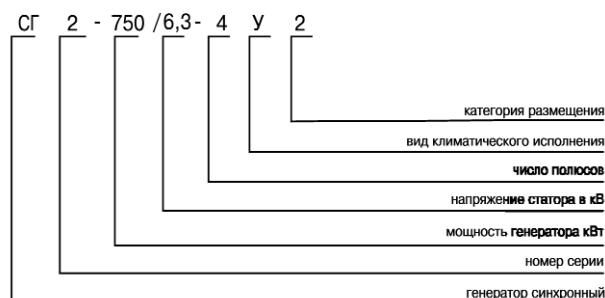 СГ 2 - 750 /6,3- 4 У 2
категория размещения
вид климатического исполнения
число полюсов
напряжение статора в кВ
мощность генератора кВт
номер серии
генератор синхронный